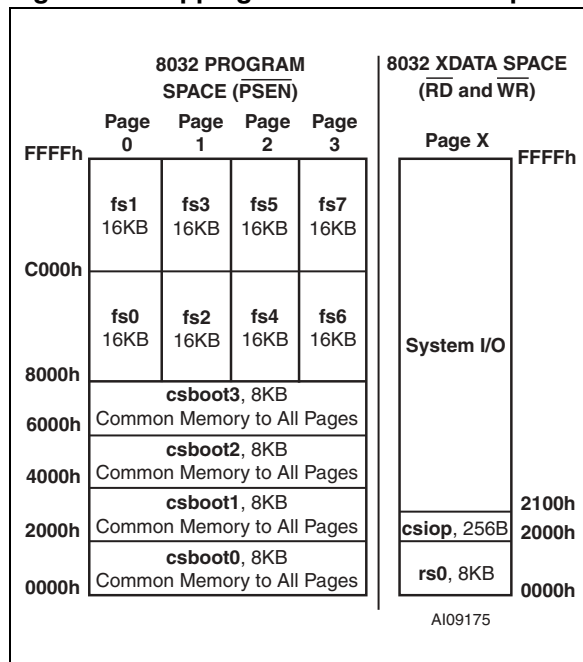 8032 PROGRAM
SPACE (PSEN)
Page 0
Page 1
Page 2
Page 3
FFFFh
fs1
16KB
fs3
16KB
fs5
16KB
fs7
16KB
C000h
fs0
16KB
fs2
16KB
fs4
16KB
fs6
16KB
8000h
csboot3, 8KB
Common Memory to All Pages
6000h
csboot2, 8KB
Common Memory to All Pages
4000h
csboot1, 8KB
Common Memory to All Pages
2000h
csboot0, 8KB
Common Memory to All Pages
0000h
8032 XDATA SPACE
(RD and WR)
Page X
FFFFh
System I/O
2100h
csiop, 256B
2000h
rs0, 8KB
0000h
AI09175